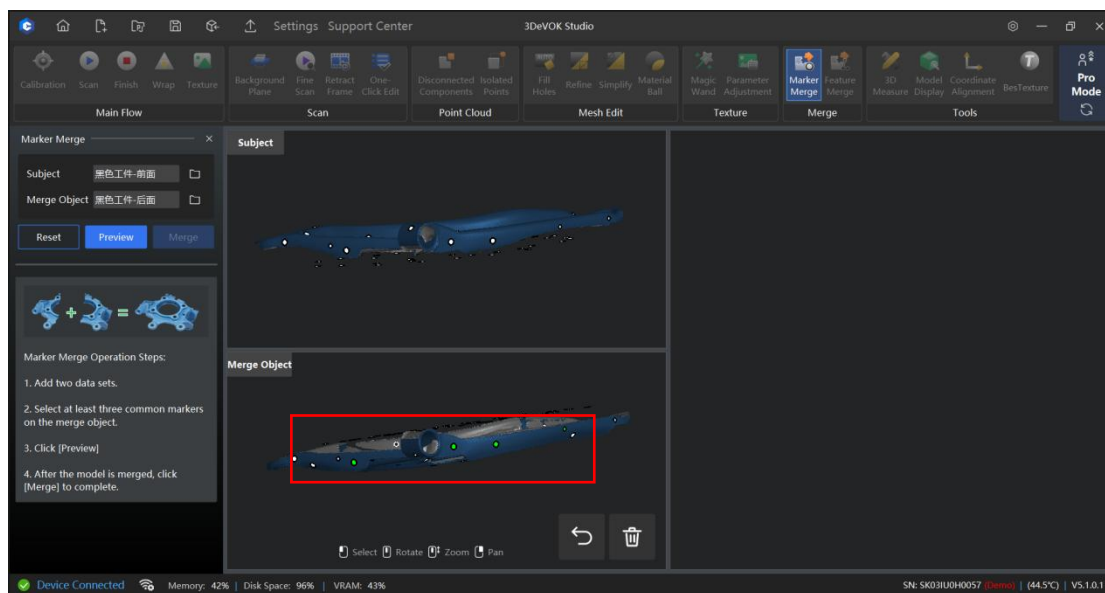 Settings Support Center
3DeVOK Studio
Calibration Scan Finish Wrap Texture
Main Flow
Background Plane Fine Scan Retract Frame One-Click Edit
Scan
Disconnected Components Isolated Points
Point Cloud
Fill Holes Refine Simplify Material Ball
Mesh Edit
Magic Wand Parameter Adjustment
Texture
Marker Merge Feature Merge
Merge
3D Measure Model Display Coordinate Alignment BesTexture
Tools
Pro Mode
Marker Merge
Subject 黑色工件-前面
Merge Object 黑色工件-后面
Reset Preview Merge
Marker Merge Operation Steps:
1. Add two data sets.
2. Select at least three common markers
on the merge object.
3. Click [Preview]
4. After the model is merged, click
[Merge] to complete.
Subject
Merge Object
Select Rotate Zoom Pan
Device Connected Memory: 42% | Disk Space: 96% | VRAM: 43%
SN: SK03IU0H0057 (Demo) | (44.5℃) | V5.1.0.1